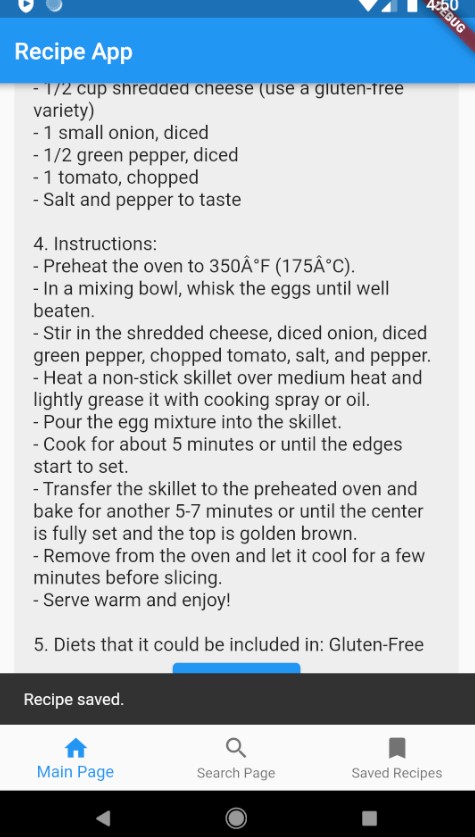 4:50
DEBUG
Recipe App
- 1/2 cup shredded cheese (use a gluten-free
variety)
- 1 small onion, diced
- 1/2 green pepper, diced
- 1 tomato, chopped
- Salt and pepper to taste
4. Instructions:
- Preheat the oven to 350Â°F (175Â°C).
- In a mixing bowl, whisk the eggs until well
beaten.
- Stir in the shredded cheese, diced onion, diced
green pepper, chopped tomato, salt, and pepper.
- Heat a non-stick skillet over medium heat and
lightly grease it with cooking spray or oil.
- Pour the egg mixture into the skillet.
- Cook for about 5 minutes or until the edges
start to set.
- Transfer the skillet to the preheated oven and
bake for another 5-7 minutes or until the center
is fully set and the top is golden brown.
- Remove from the oven and let it cool for a few
minutes before slicing.
- Serve warm and enjoy!
5. Diets that it could be included in: Gluten-Free
Recipe saved.
Main Page
Search Page
Saved Recipes